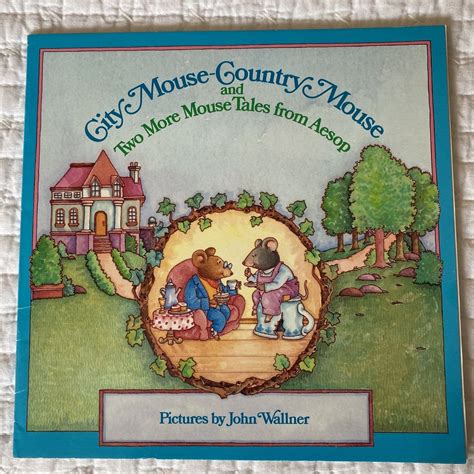 City Mouse-Country Mouse
and
Two More Mouse Tales from Aesop
Pictures by John Wallner